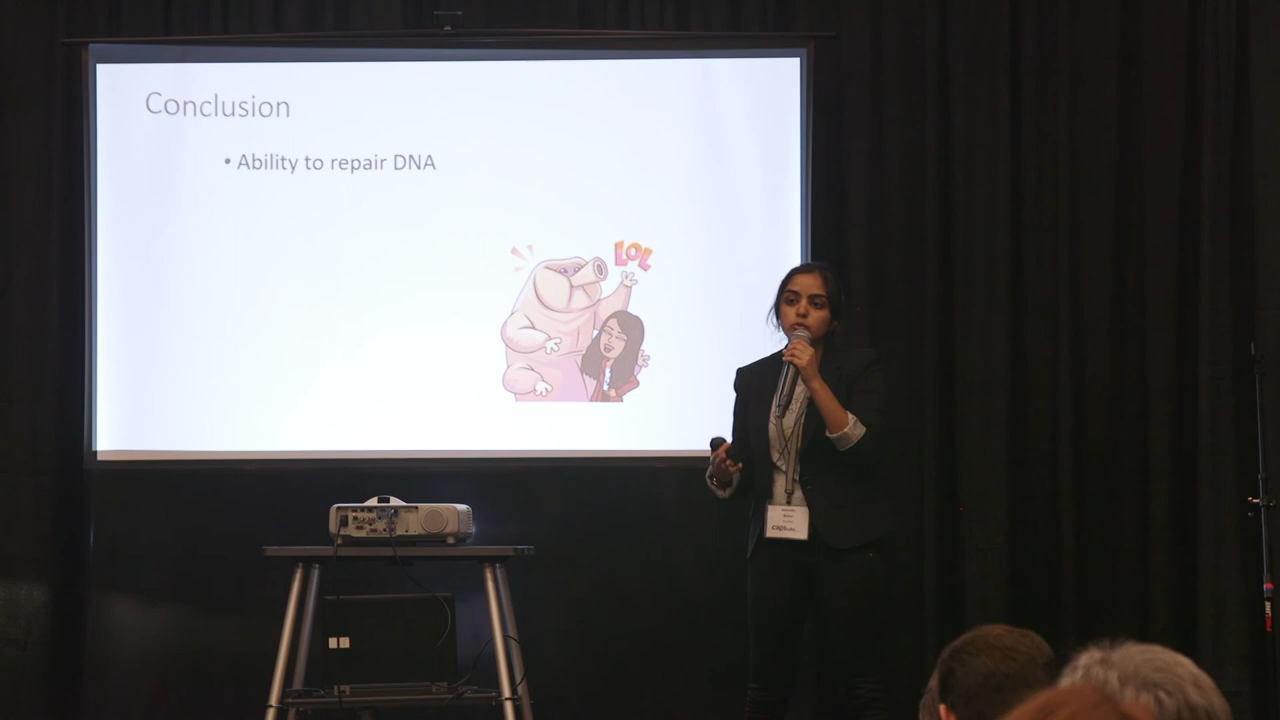 Conclusion
• Ability to repair DNA
LOL